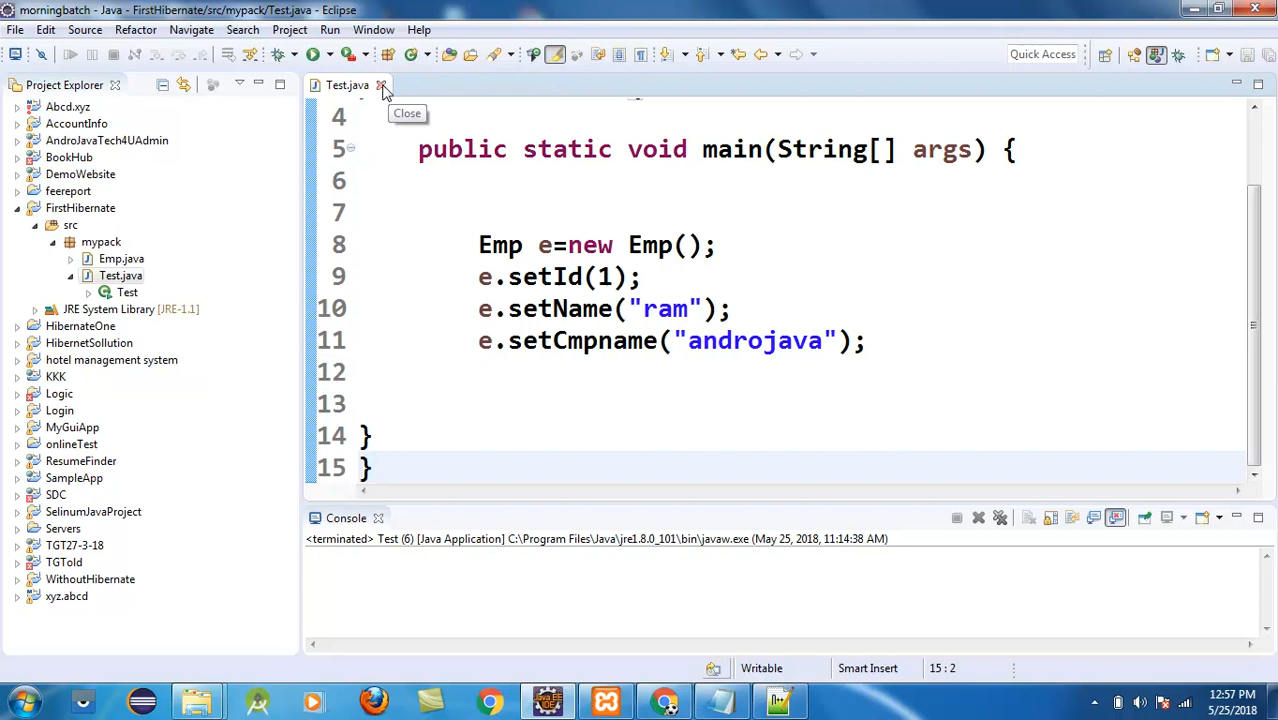 morningbatch - Java - FirstHibernate/src/mypack/Test.java - Eclipse
File Edit Source Refactor Navigate Search Project Run Window Help
Quick Access
Project Explorer
Abcd.xyz
AccountInfo
AndroJavaTech4UAdmin
BookHub
DemoWebsite
feereport
FirstHibernate
src
mypack
Emp.java
Test.java
Test
JRE System Library [JRE-1.1]
HibernateOne
HibernetSollution
hotel management system
KKK
Logic
Login
MyGuiApp
onlineTest
ResumeFinder
SampleApp
SDC
SelinumJavaProject
Servers
TGT27-3-18
TGTold
WithoutHibernate
xyz.abcd
Test.java
Close
4
5 public static void main(String[] args) {
6
7
8 Emp e=new Emp();
9 e.setId(1);
10 e.setName("ram");
11 e.setCmpname("androjava");
12
13
14 }
15 }
Console
<terminated> Test (6) [Java Application] C:\Program Files\Java\jre1.8.0_101\bin\javaw.exe (May 25, 2018, 11:14:38 AM)
Writable Smart Insert 15 : 2
12:57 PM
5/25/2018